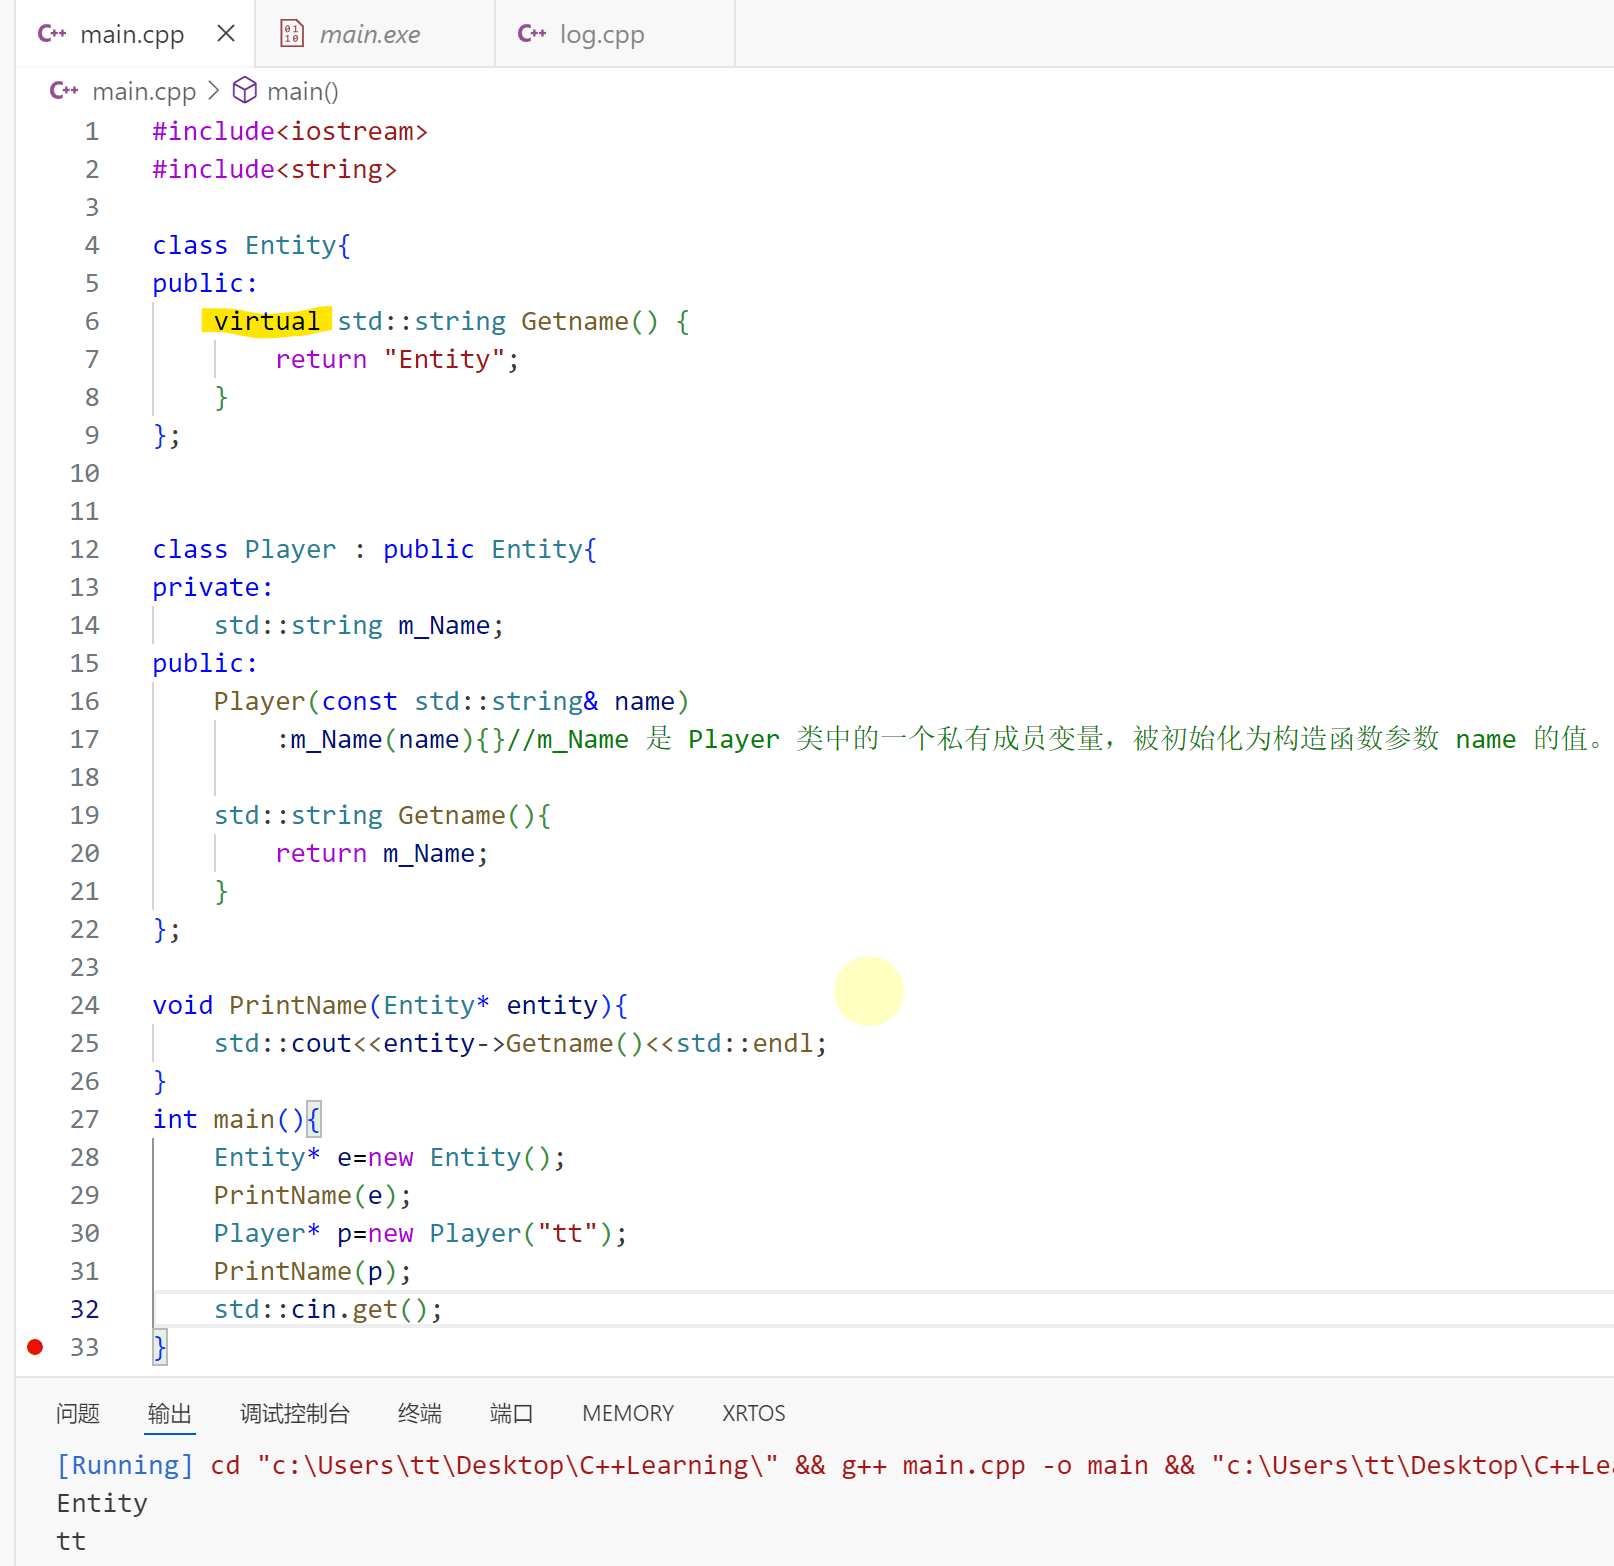 main.cpp
main.exe
log.cpp
main.cpp > main()
1 #include<iostream>
2 #include<string>
3
4 class Entity{
5 public:
6 virtual std::string Getname() {
7 return "Entity";
8 }
9 };
10
11
12 class Player : public Entity{
13 private:
14 std::string m_Name;
15 public:
16 Player(const std::string& name)
17 :m_Name(name){}//m_Name 是 Player 类中的一个私有成员变量，被初始化为构造函数参数 name 的值。
18
19 std::string Getname(){
20 return m_Name;
21 }
22 };
23
24 void PrintName(Entity* entity){
25 std::cout<<entity->Getname()<<std::endl;
26 }
27 int main(){
28 Entity* e=new Entity();
29 PrintName(e);
30 Player* p=new Player("tt");
31 PrintName(p);
32 std::cin.get();
33 }
问题 输出 调试控制台 终端 端口 MEMORY XRTOS
[Running] cd "c:\Users\tt\Desktop\C++Learning\" && g++ main.cpp -o main && "c:\Users\tt\Desktop\C++Lea
Entity
tt